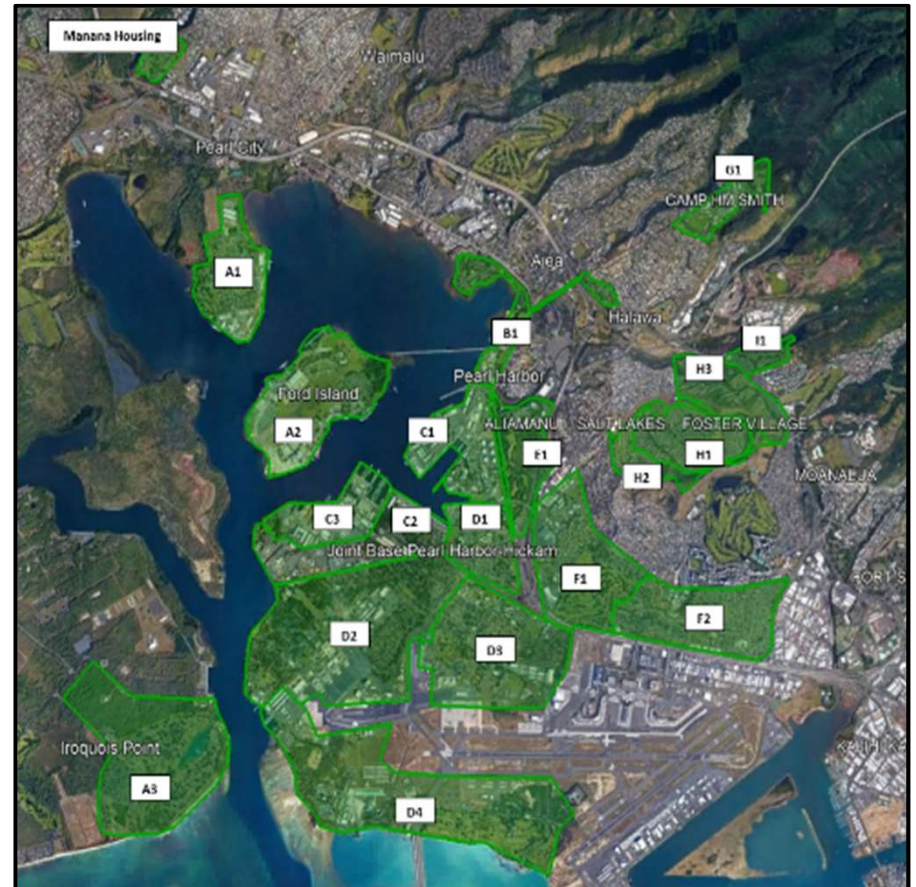 Manana Housing
Waimalu
Pearl City
G1
CAMP HM SMITH
A1
Aiea
Halawa
B1
I1
H3
Pearl Harbor
Ford Island
ALIAMANU
SALT LAKES
FOSTER VILLAGE
A2
C1
E1
H1
H2
MOANALUA
C3
C2
D1
Joint Base Pearl Harbor-Hickam
F1
F2
D2
D3
Iroquois Point
A3
D4